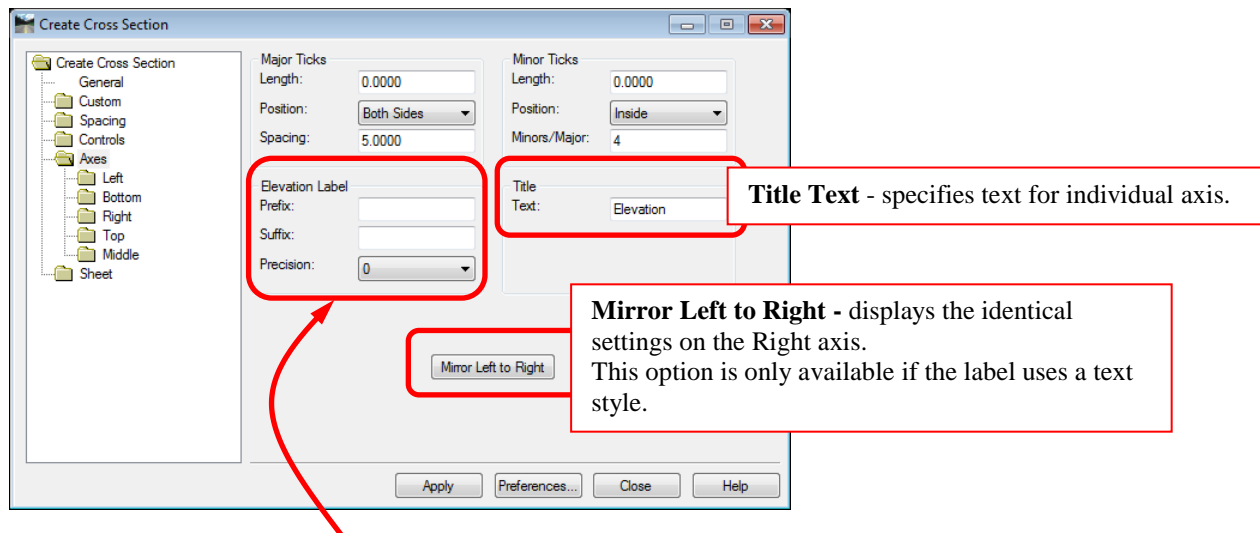 Create Cross Section
Create Cross Section
General
Custom
Spacing
Controls
Axes
Left
Bottom
Right
Top
Middle
Sheet
Major Ticks
Length: 0.0000
Position: Both Sides
Spacing: 5.0000
Minor Ticks
Length: 0.0000
Position: Inside
Minors/Major: 4
Elevation Label
Prefix:
Suffix:
Precision: 0
Title
Text: Elevation
Title Text - specifies text for individual axis.
Mirror Left to Right
Mirror Left to Right - displays the identical
settings on the Right axis.
This option is only available if the label uses a text
style.
Apply Preferences... Close Help